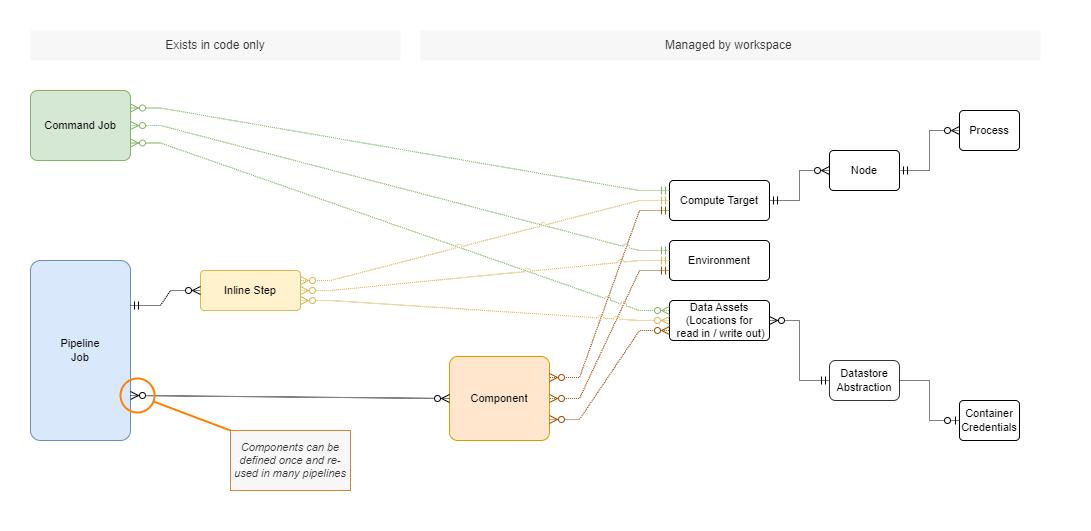 Exists in code only
Managed by workspace
Command Job
Process
Node
Compute Target
Environment
Inline Step
Data Assets
(Locations for
read in / write out)
Pipeline
Job
Datastore
Abstraction
Component
Container
Credentials
Components can be
defined once and re-
used in many pipelines